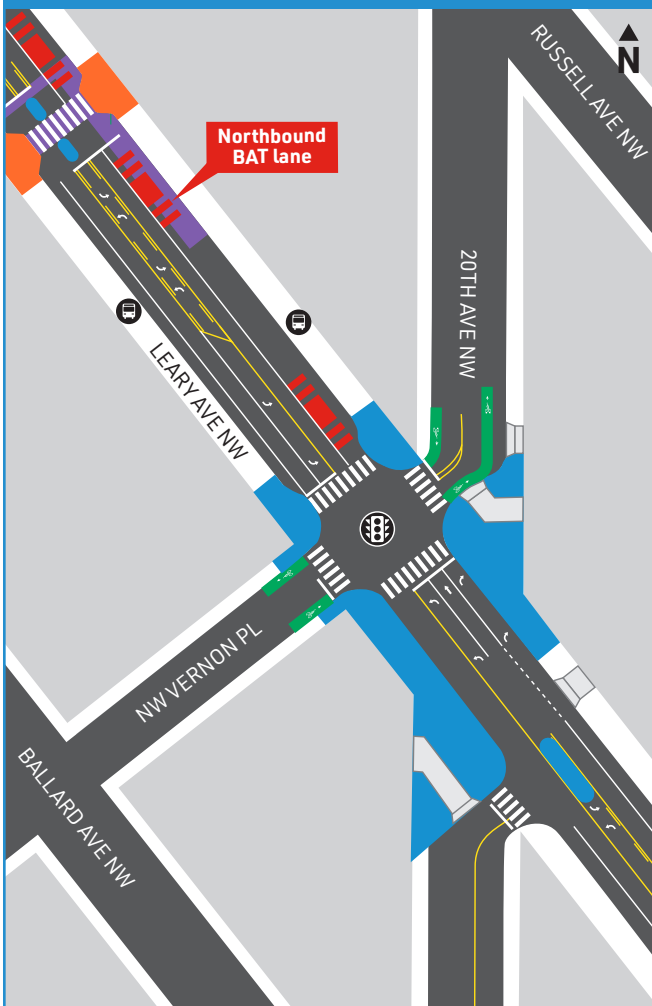 RUSSELL AVE NW
N
Northbound
BAT lane
20TH AVE NW
LEARY AVE NW
NW VERNON PL
BALLARD AVE NW